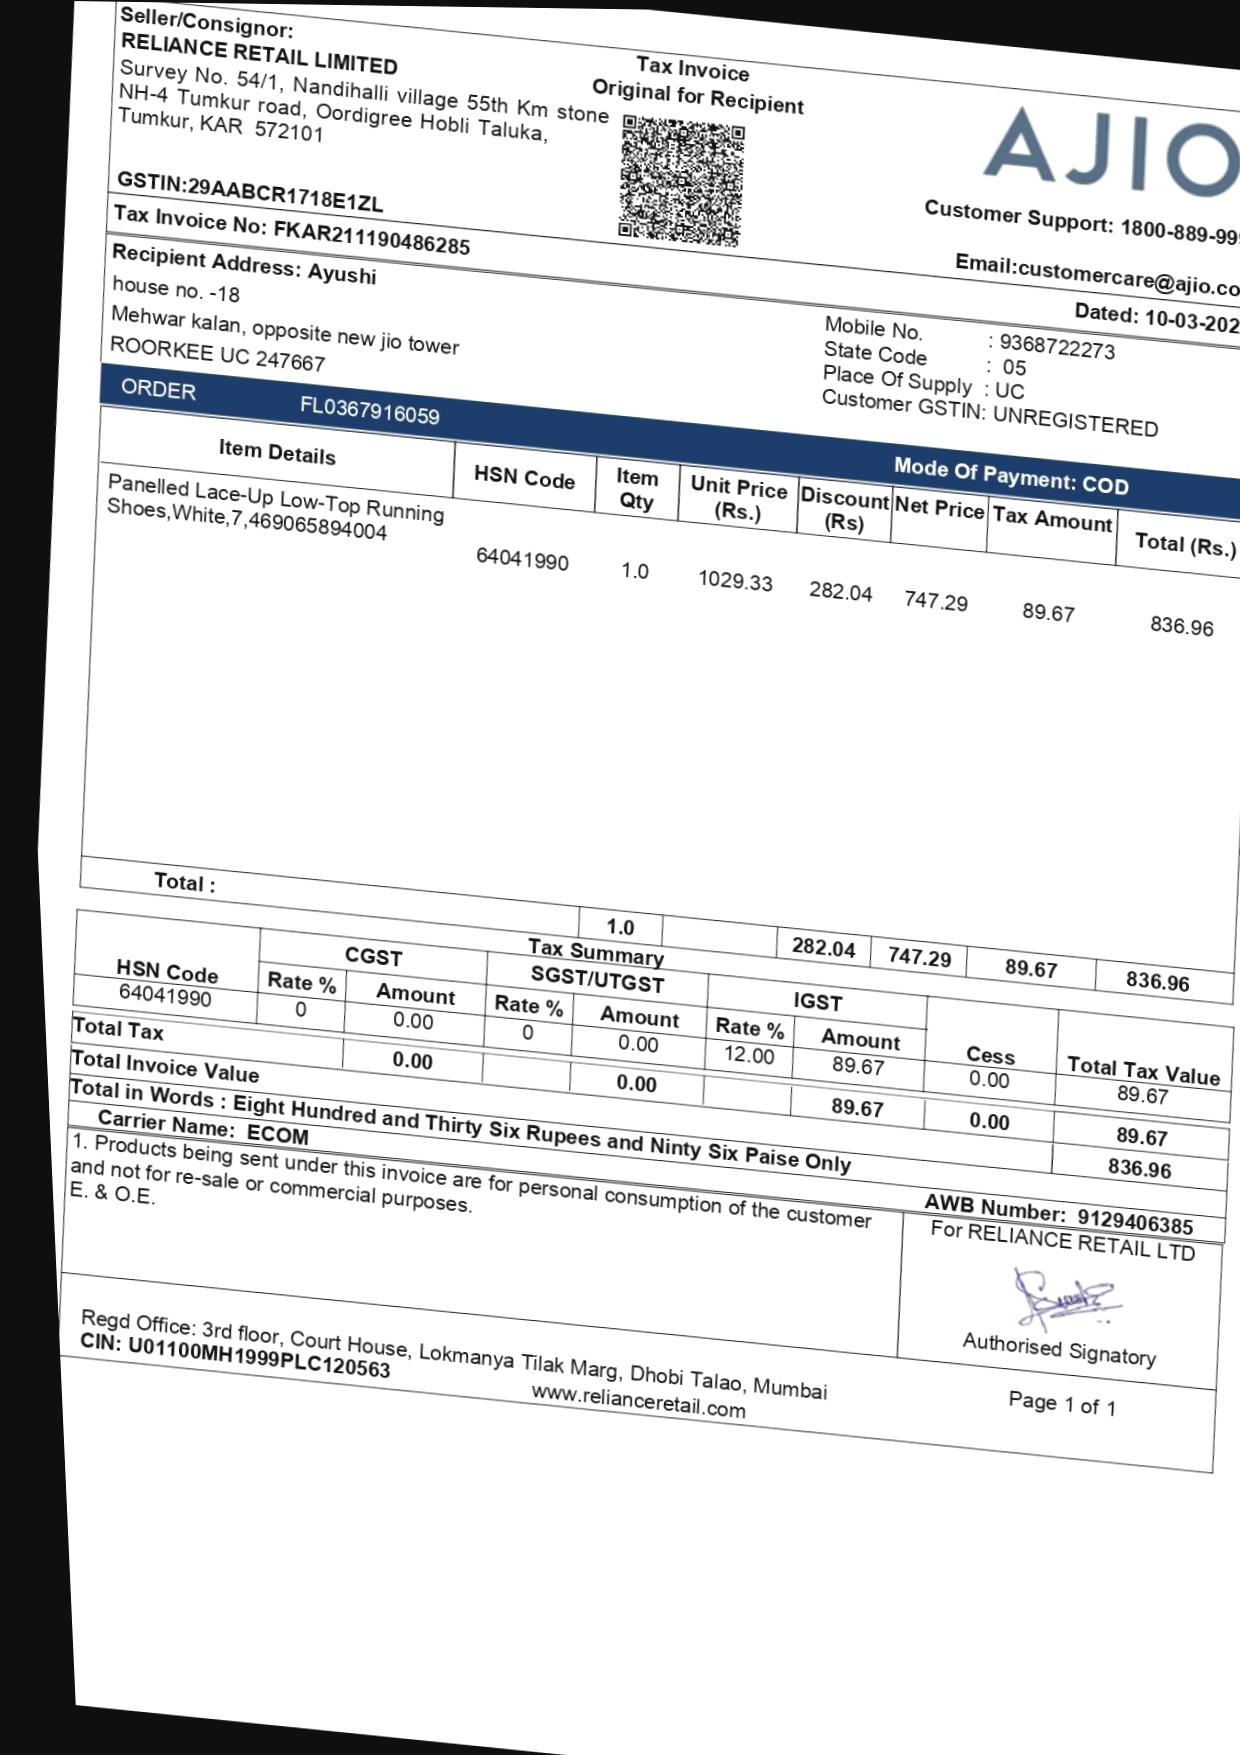 Seller/Consignor:
RELIANCE RETAIL LIMITED
Survey No. 54/1, Nandihalli village 55th Km stone
NH-4 Tumkur road, Oordigree Hobli Taluka,
Tumkur, KAR 572101
GSTIN:29AABCR1718E1ZL
Tax Invoice
Original for Recipient
AJIO
Customer Support: 1800-889-99
Email:customercare@ajio.co
Tax Invoice No: FKAR211190486285
Dated: 10-03-202
Recipient Address: Ayushi
house no. -18
Mehwar kalan, opposite new jio tower
ROORKEE UC 247667
Mobile No. : 9368722273
State Code : 05
Place Of Supply : UC
Customer GSTIN: UNREGISTERED
ORDER FL0367916059
Mode Of Payment: COD
Item Details HSN Code Item Qty Unit Price (Rs.) Discount (Rs) Net Price Tax Amount Total (Rs.)
Panelled Lace-Up Low-Top Running
Shoes,White,7,469065894004
64041990 1.0 1029.33 282.04 747.29 89.67 836.96
Total : 1.0 282.04 747.29 89.67 836.96
Tax Summary
HSN Code CGST SGST/UTGST IGST Cess Total Tax Value
Rate % Amount Rate % Amount Rate % Amount
64041990 0 0.00 0 0.00 12.00 89.67 0.00 89.67
Total Tax 0.00 0.00 89.67 0.00 89.67
Total Invoice Value 836.96
Total in Words : Eight Hundred and Thirty Six Rupees and Ninty Six Paise Only
Carrier Name: ECOM AWB Number: 9129406385
1. Products being sent under this invoice are for personal consumption of the customer
and not for re-sale or commercial purposes.
E. & O.E.
For RELIANCE RETAIL LTD
Authorised Signatory
Regd Office: 3rd floor, Court House, Lokmanya Tilak Marg, Dhobi Talao, Mumbai
CIN: U01100MH1999PLC120563
www.relianceretail.com
Page 1 of 1